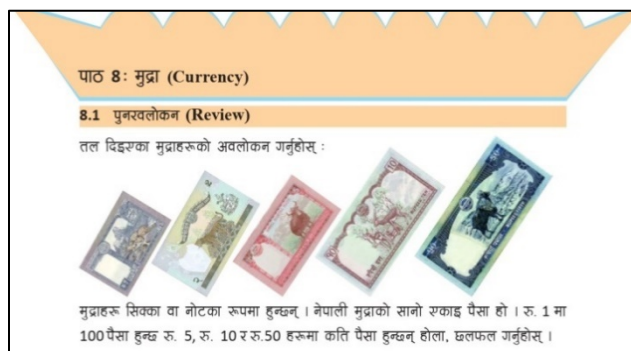 पाठ 8: मुद्रा (Currency)
8.1 पुनरवलोकन (Review)
तल दिइएका मुद्राहरूको अवलोकन गर्नुहोस् :
मुद्राहरू सिक्का वा नोटका रूपमा हुन्छन् । नेपाली मुद्राको सानो एकाइ पैसा हो । रु. 1 मा
100 पैसा हुन्छ रु. 5, रु. 10 र रु.50 हरूमा कति पैसा हुन्छन् होला, छलफल गर्नुहोस् ।